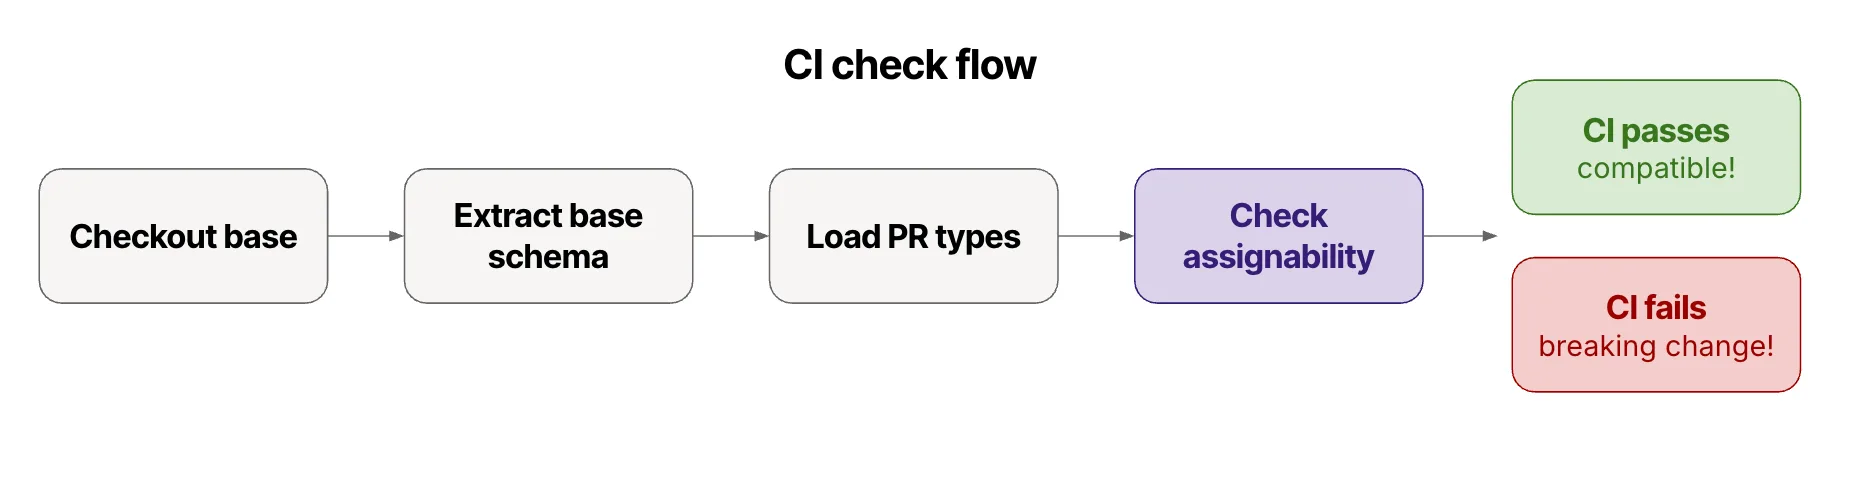 CI check flow
Checkout base
Extract base
schema
Load PR types
Check
assignability
CI passes
compatible!
CI fails
breaking change!